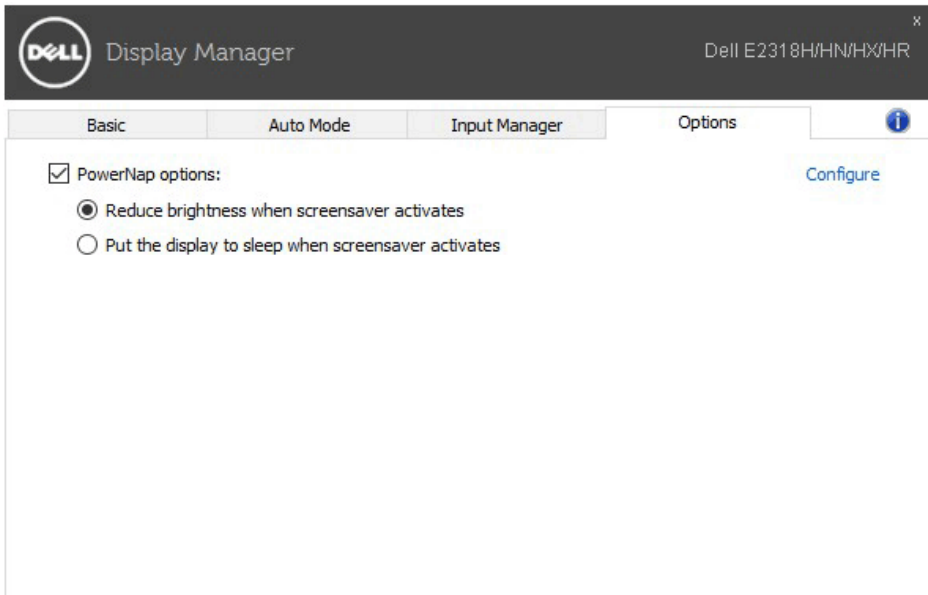 x
DELL Display Manager Dell E2318H/HN/HX/HR
Basic Auto Mode Input Manager Options i
PowerNap options: Configure
Reduce brightness when screensaver activates
Put the display to sleep when screensaver activates